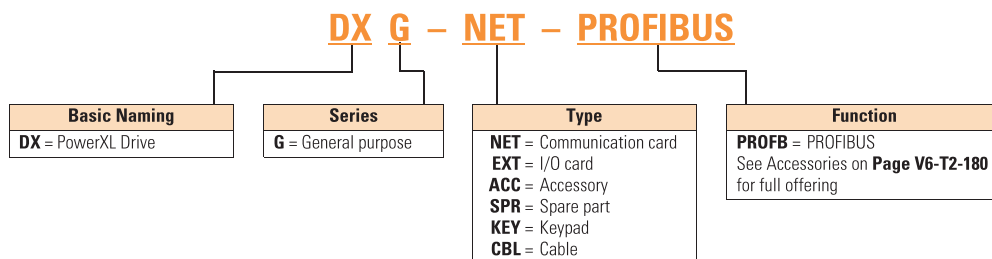 DX G – NET – PROFIBUS
Basic Naming
DX = PowerXL Drive
Series
G = General purpose
Type
NET = Communication card
EXT = I/O card
ACC = Accessory
SPR = Spare part
KEY = Keypad
CBL = Cable
Function
PROFB = PROFIBUS
See Accessories on Page V6-T2-180
for full offering